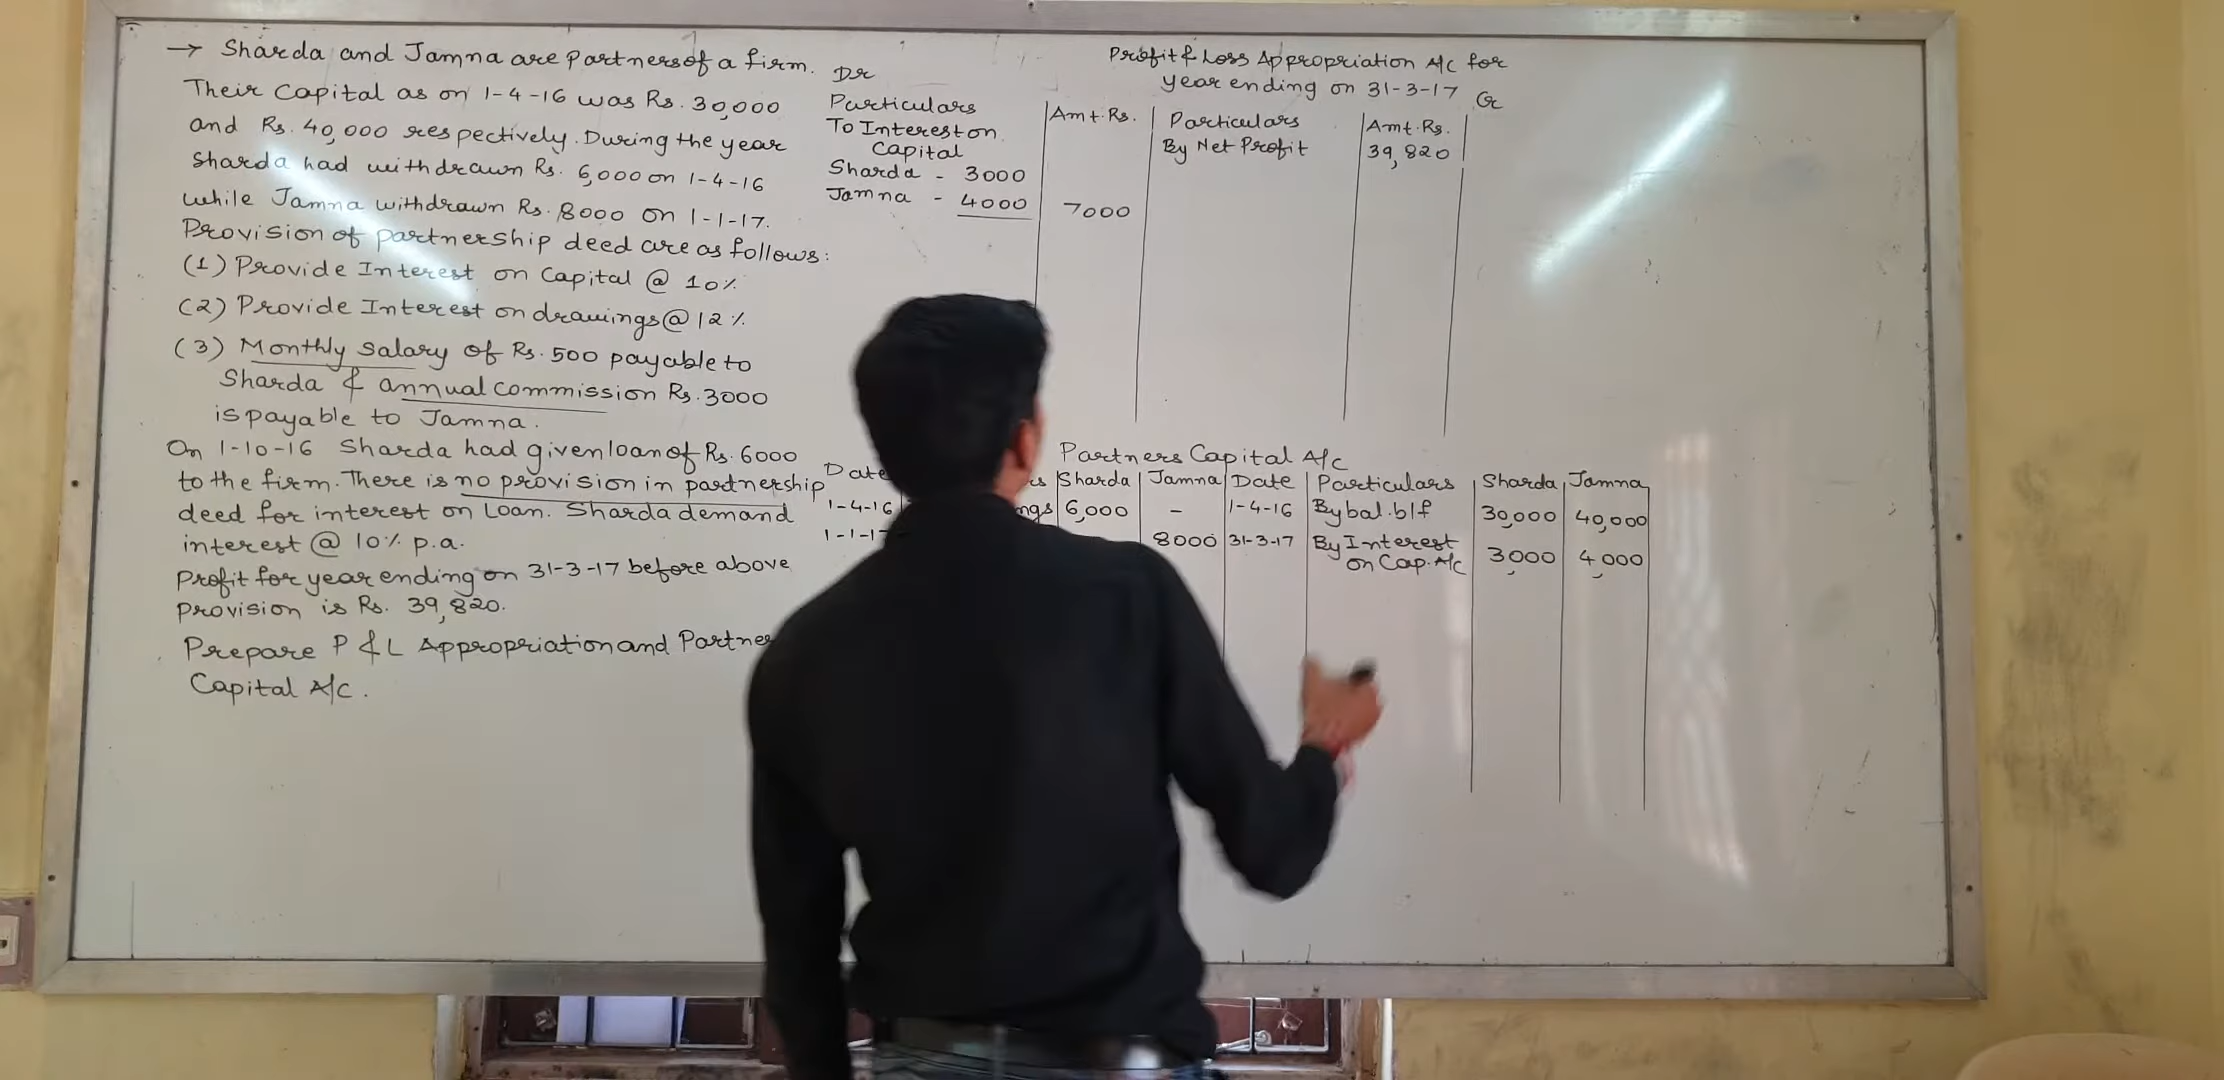 → Sharda and Jamna are Partners of a firm.
Their Capital as on 1-4-16 was Rs. 30,000
and Rs. 40,000 respectively. During the year
Sharda had withdrawn Rs. 6,000 on 1-4-16
while Jamna withdrawn Rs. 8000 on 1-1-17.
Provision of partnership deed are as follows:
(1) Provide Interest on Capital @ 10%
(2) Provide Interest on drawings @ 12%
(3) Monthly Salary of Rs. 500 payable to
Sharda & annual commission Rs. 3000
is payable to Jamna.
On 1-10-16 Sharda had given loan of Rs. 6000
to the firm. There is no provision in partnership
deed for interest on Loan. Sharda demand
interest @ 10% p.a.
Profit for year ending on 31-3-17 before above
provision is Rs. 39,820.
Prepare P & L Appropriation and Partne
Capital A/C.
Profit & Loss Appropriation A/C for
Dr year ending on 31-3-17 Cr
Particulars Amt. Rs. Particulars Amt. Rs.
To Interest on By Net Profit 39,820
Capital
Sharda - 3000
Jamna - 4000 7000
Partners Capital A/C
Date Sharda Jamna Date Particulars Sharda Jamna
1-4-16 ngs 6,000 - 1-4-16 By bal. b/f 30,000 40,000
1-1-17 8000 31-3-17 By Interest
on Cap. A/C 3,000 4,000